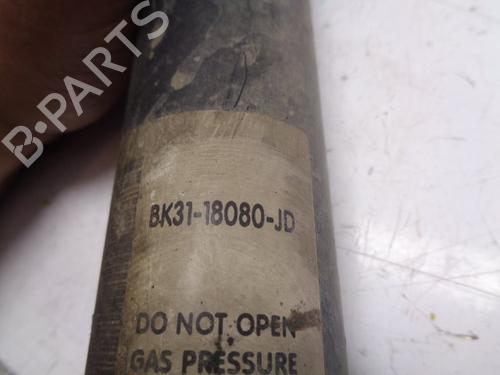 B-PARTS
BK31-18080-JD
DO NOT OPEN
GAS PRESSURE